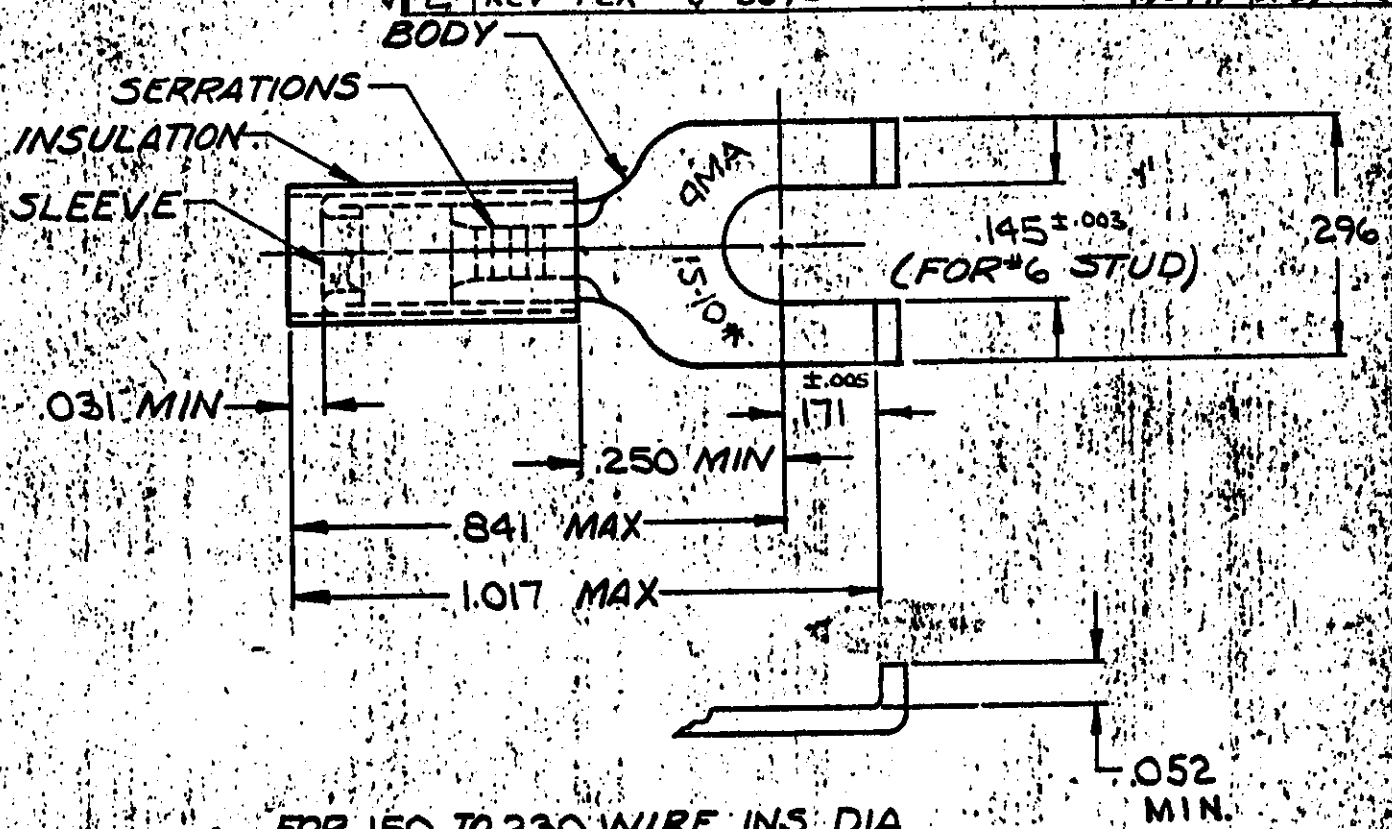 BODY
SERRATIONS
INSULATION
SLEEVE
AMP
15-10
*
.145 ±.003
(FOR #6 STUD)
.296
.031 MIN
±.005
.171
.250 MIN
.841 MAX
1.017 MAX
.052
MIN.
FOR .150 TO .230 WIRE INS DIA